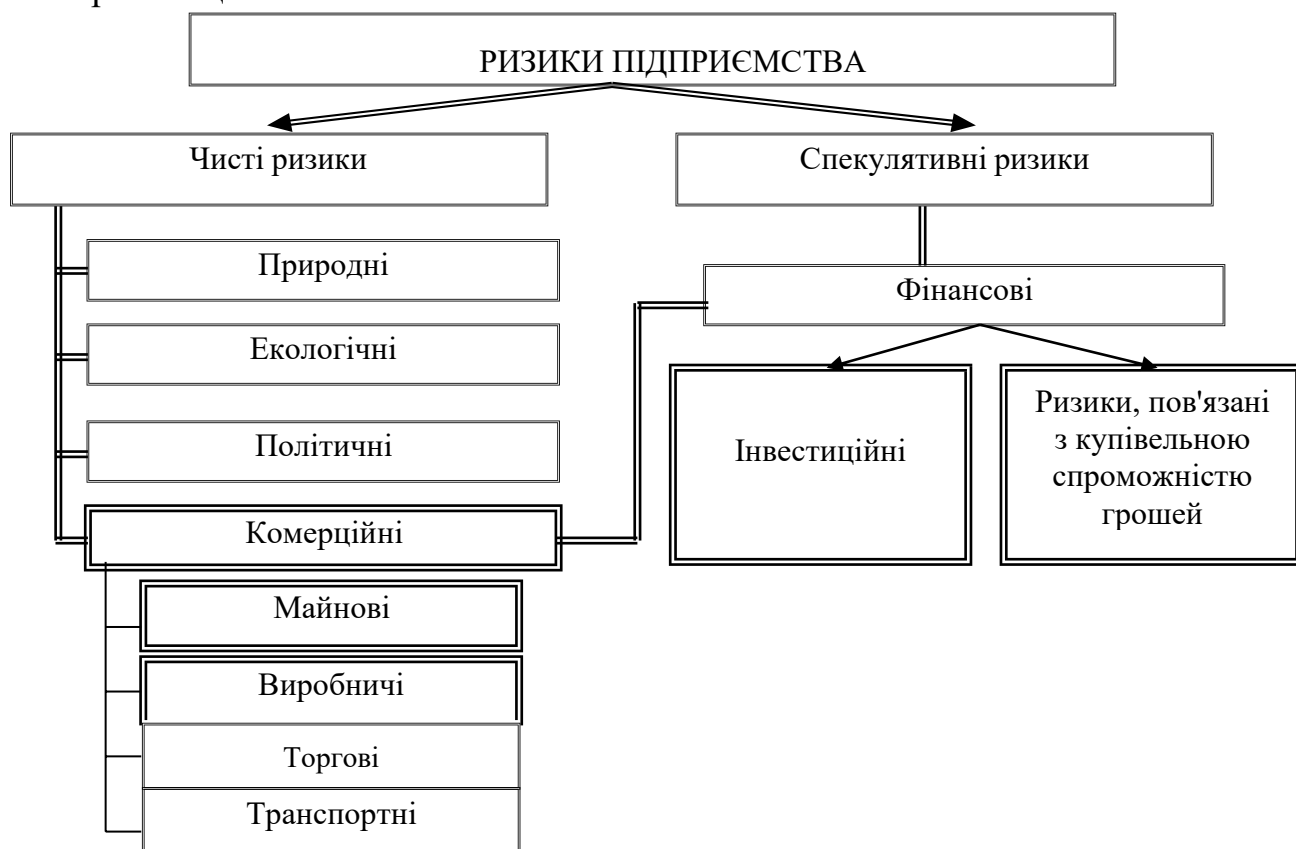 РИЗИКИ ПІДПРИЄМСТВА
Чисті ризики
Спекулятивні ризики
Природні
Фінансові
Екологічні
Політичні
Інвестиційні
Ризики, пов'язані
з купівельною
спроможністю
грошей
Комерційні
Майнові
Виробничі
Торгові
Транспортні